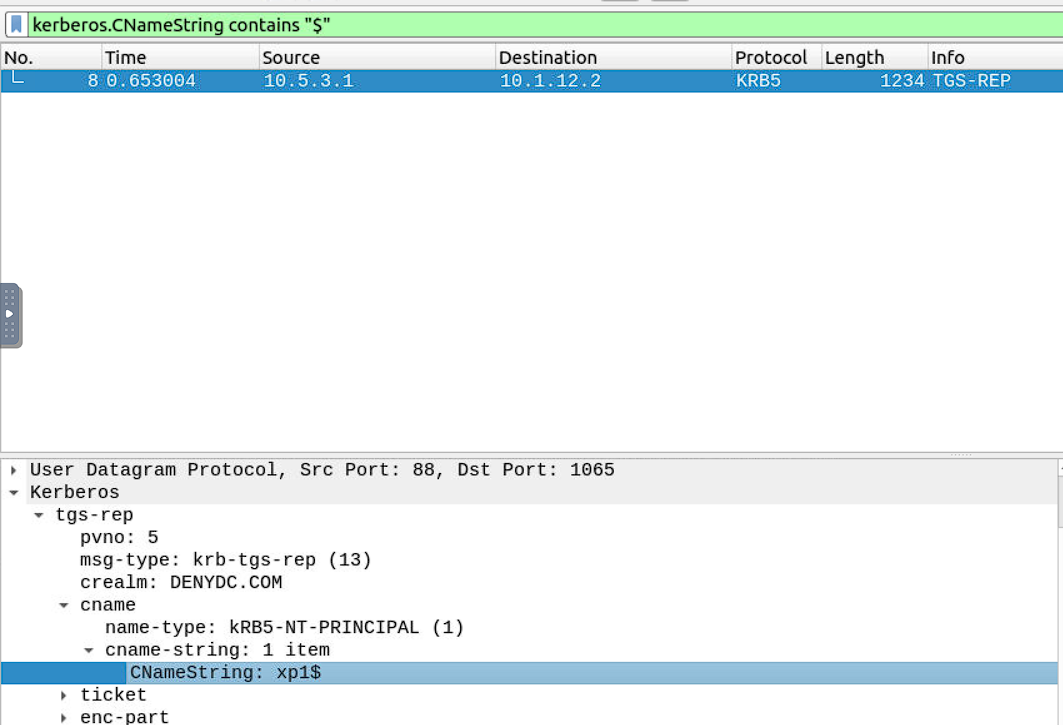 kerberos.CNameString contains "$"
No. Time Source Destination Protocol Length Info
8 0.653004 10.5.3.1 10.1.12.2 KRB5 1234 TGS-REP
User Datagram Protocol, Src Port: 88, Dst Port: 1065
Kerberos
tgs-rep
pvno: 5
msg-type: krb-tgs-rep (13)
crealm: DENYDC.COM
cname
name-type: kRB5-NT-PRINCIPAL (1)
cname-string: 1 item
CNameString: xp1$
ticket
enc-part